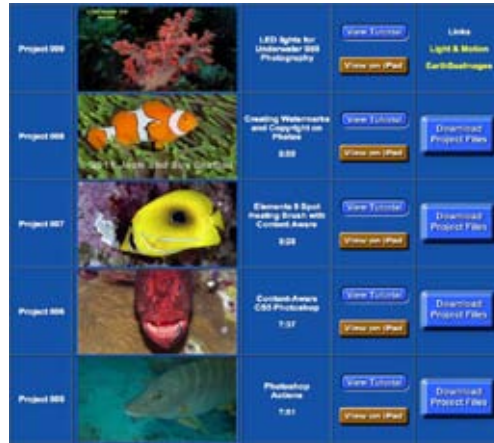 Project 009
LED lights for
Underwater 009
Photography
View Tutorial
View on iPad
Links
Light & Motion
EarthSeaImages
Project 008
Creating Watermarks
and Copyright on
Photos
View Tutorial
View on iPad
Download
Project Files
Project 007
Elements 9 Spot
Healing Brush with
Content Aware
View Tutorial
View on iPad
Download
Project Files
Project 006
Content-Aware
CS5 Photoshop
7:37
View Tutorial
View on iPad
Download
Project Files
Project 005
Photoshop
Actions
7:51
View Tutorial
View on iPad
Download
Project Files